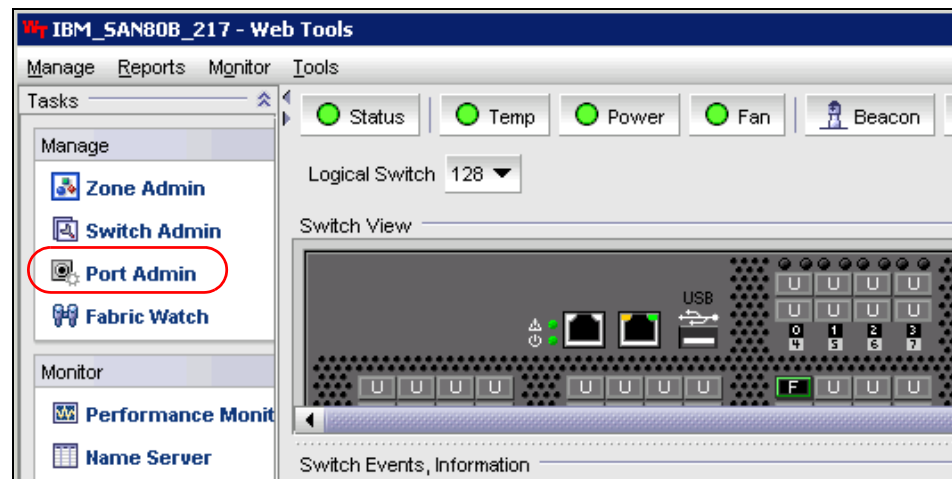 WT IBM_SAN80B_217 - Web Tools
Manage Reports Monitor Tools
Tasks
Manage
Zone Admin
Switch Admin
Port Admin
Fabric Watch
Monitor
Performance Monit
Name Server
Status Temp Power Fan Beacon
Logical Switch 128
Switch View
USB
U U U U
U U U U
0 1 2 3
4 5 6 7
U U U U U U U U F U U U
Switch Events, Information